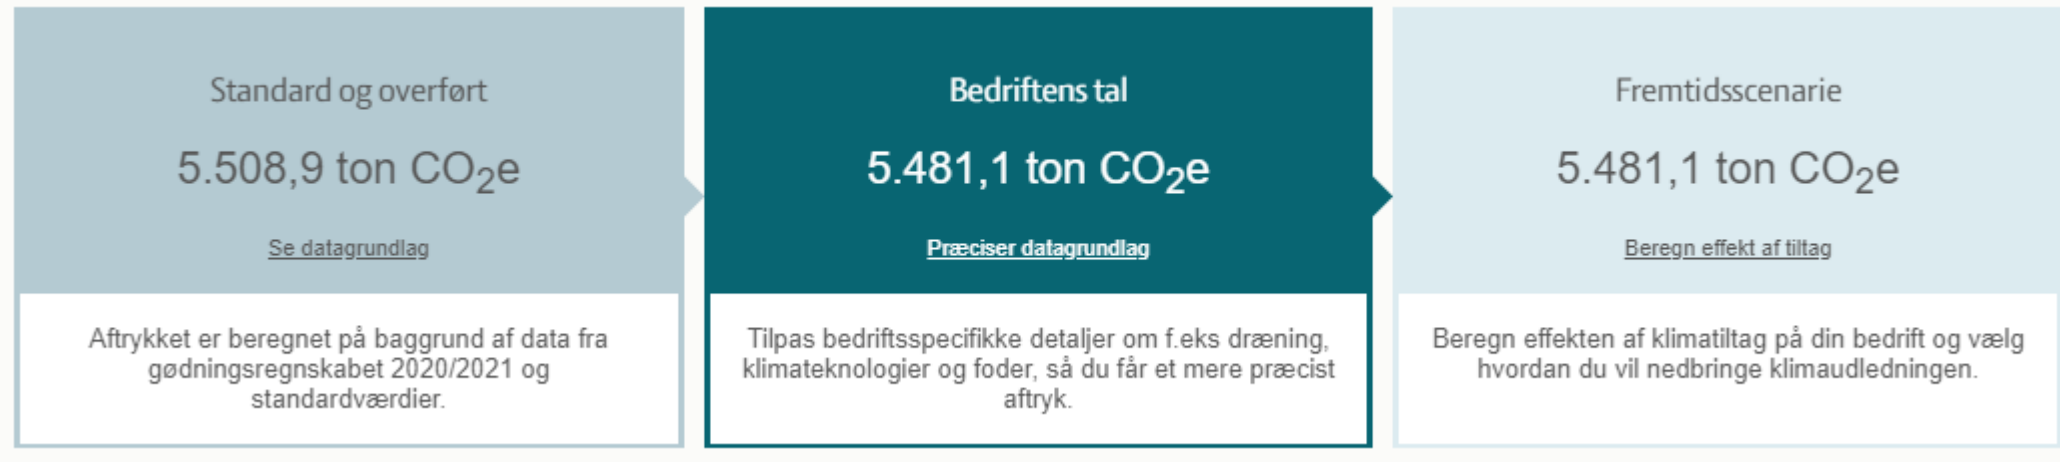 Standard og overført
5.508,9 ton CO₂e
Se datagrundlag
Aftrykket er beregnet på baggrund af data fra
gødningsregnskabet 2020/2021 og
standardværdier.
Bedriftens tal
5.481,1 ton CO₂e
Præciser datagrundlag
Tilpas bedriftsspecifikke detaljer om f.eks dræning,
klimateknologier og foder, så du får et mere præcist
aftryk.
Fremtidsscenarie
5.481,1 ton CO₂e
Beregn effekt af tiltag
Beregn effekten af klimatiltag på din bedrift og vælg
hvordan du vil nedbringe klimaudledningen.